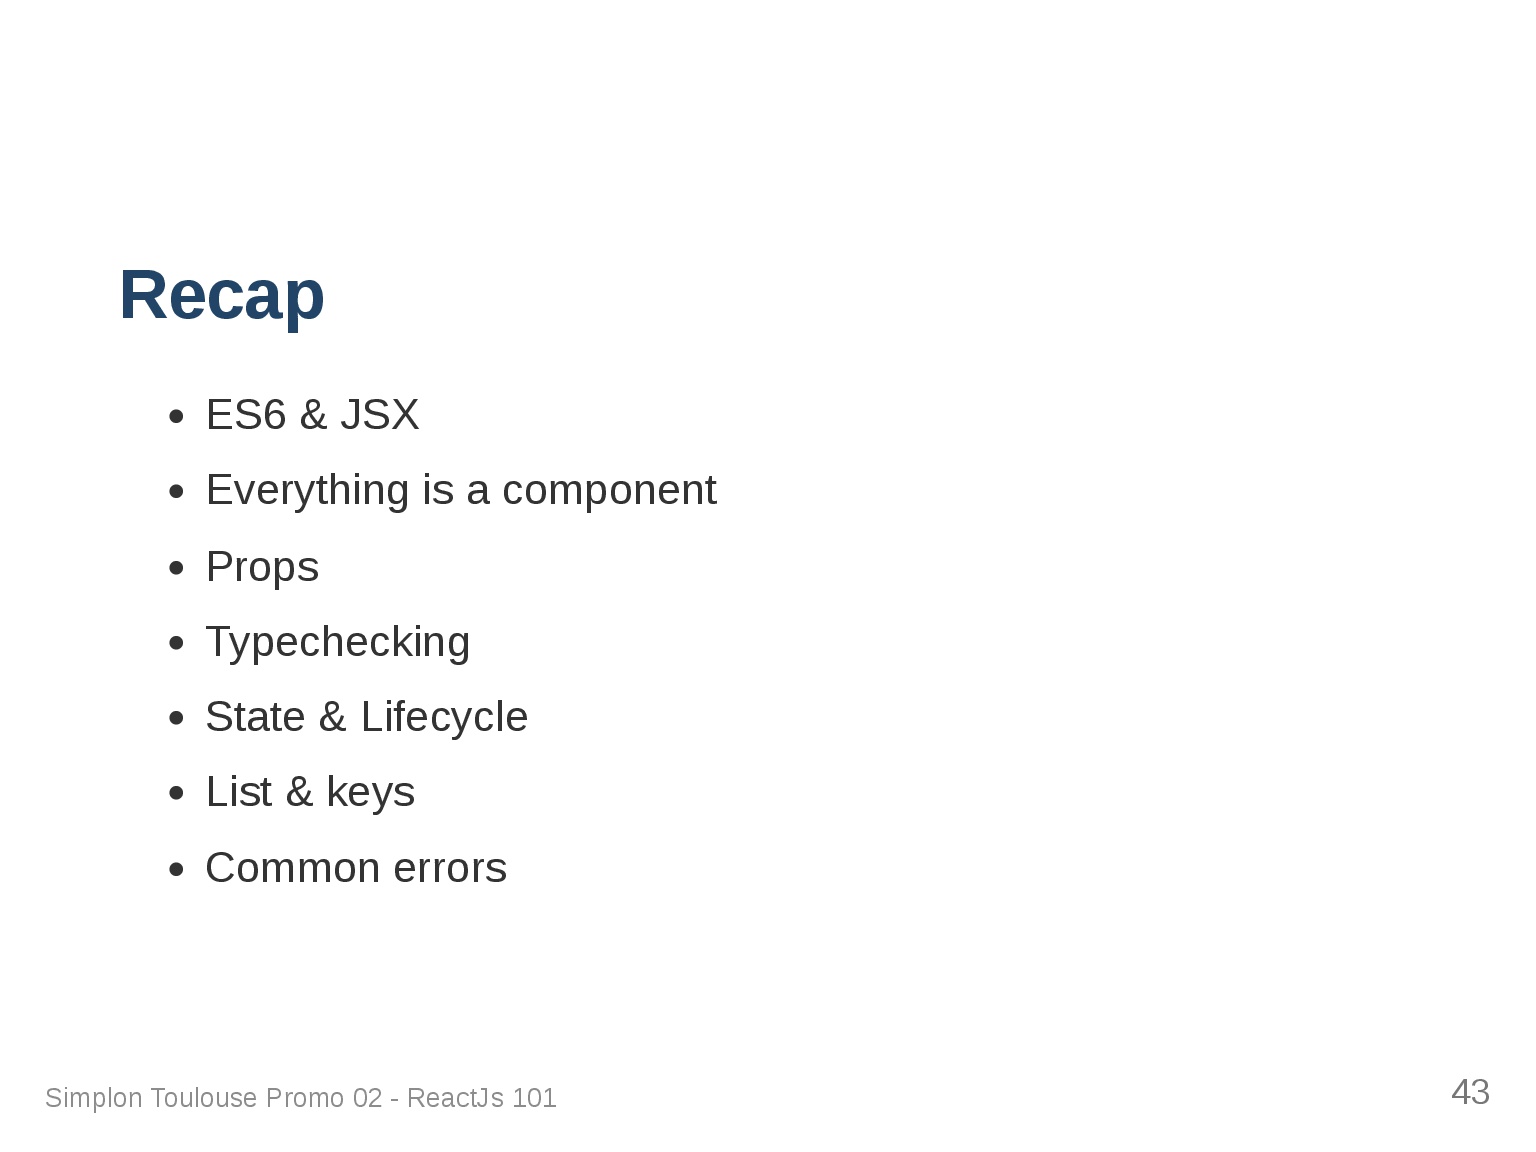 Recap
• ES6 & JSX
• Everything is a component
• Props
• Typechecking
• State & Lifecycle
• List & keys
• Common errors
Simplon Toulouse Promo 02 - ReactJs 101
43